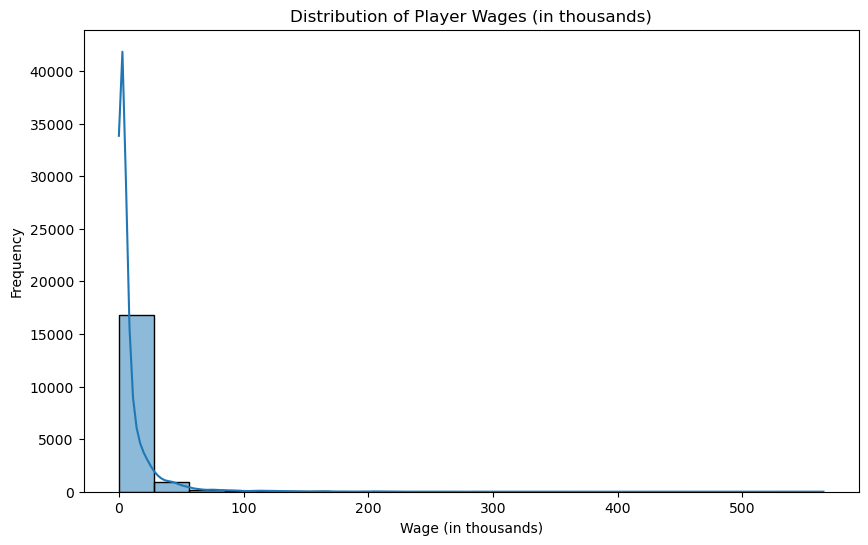 Distribution of Player Wages (in thousands)
Frequency
40000
35000
30000
25000
20000
15000
10000
5000
0
0 100 200 300 400 500
Wage (in thousands)